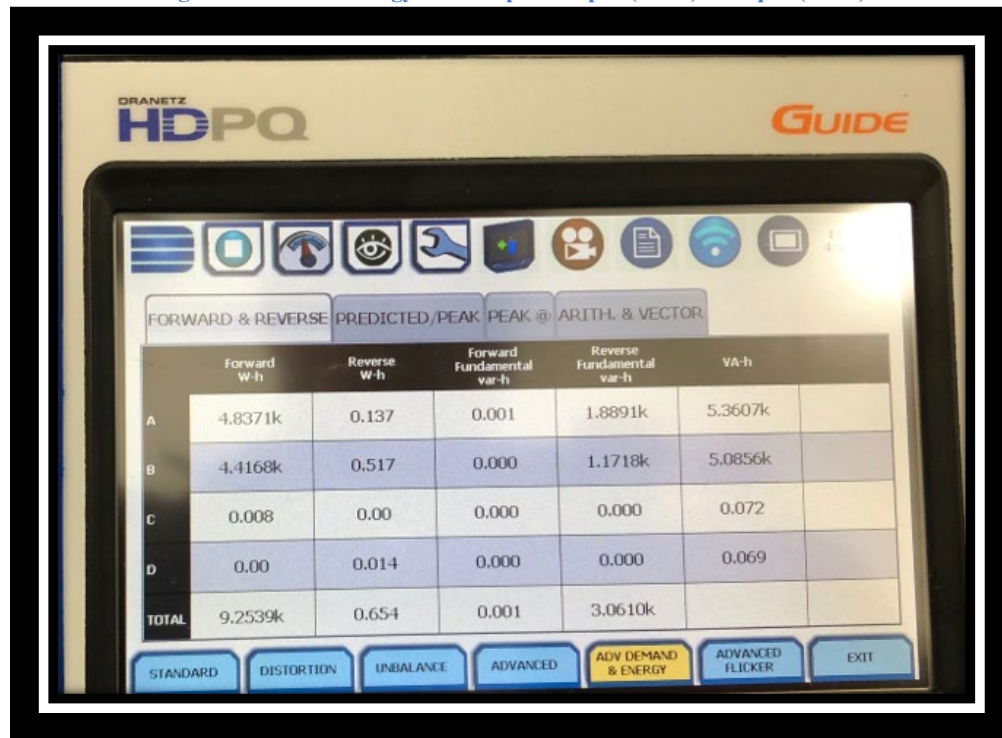 DRANETZ
HDPQ
GUIDE
FORWARD & REVERSE PREDICTED/PEAK PEAK @ ARITH. & VECTOR
Forward W-h Reverse W-h Forward Fundamental var-h Reverse Fundamental var-h VA-h
A 4.8371k 0.137 0.001 1.8891k 5.3607k
B 4.4168k 0.517 0.000 1.1718k 5.0856k
C 0.008 0.00 0.000 0.000 0.072
D 0.00 0.014 0.000 0.000 0.069
TOTAL 9.2539k 0.654 0.001 3.0610k
STANDARD DISTORTION UNBALANCE ADVANCED ADV DEMAND & ENERGY ADVANCED FLICKER EXIT